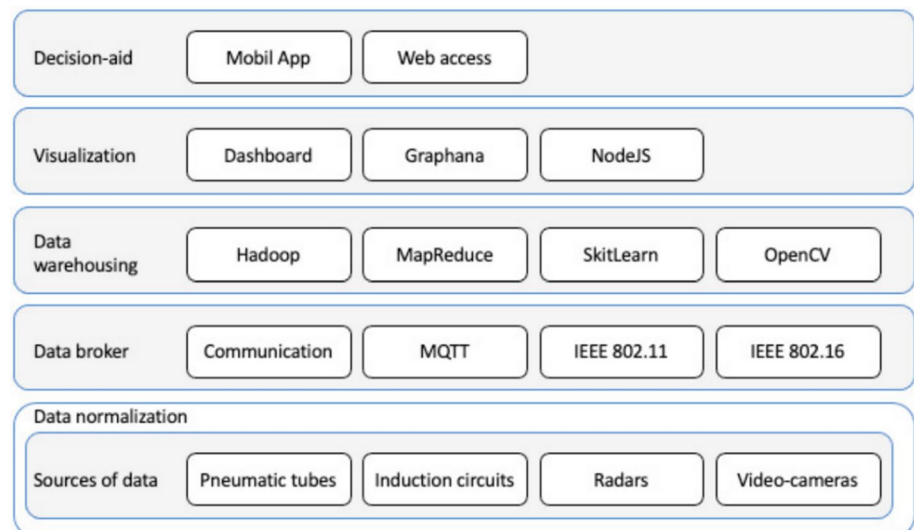 Decision-aid
Mobil App
Web access
Visualization
Dashboard
Graphana
NodeJS
Data
warehousing
Hadoop
MapReduce
SkitLearn
OpenCV
Data broker
Communication
MQTT
IEEE 802.11
IEEE 802.16
Data normalization
Sources of data
Pneumatic tubes
Induction circuits
Radars
Video-cameras